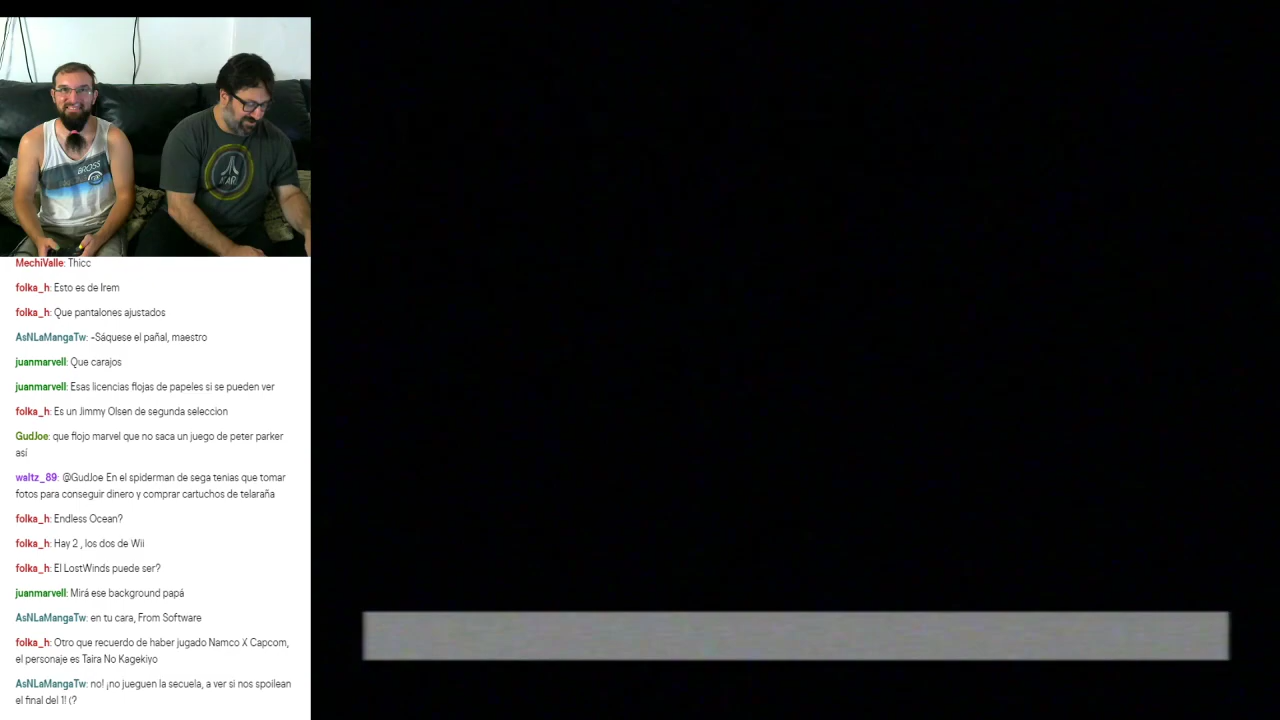 BROSS
ATARI
MechiValle: Thicc
folka_h: Esto es de Irem
folka_h: Que pantalones ajustados
AsNLaMangaTw: -Sáquese el pañal, maestro
juanmarvell: Que carajos
juanmarvell: Esas licencias flojas de papeles si se pueden ver
folka_h: Es un Jimmy Olsen de segunda seleccion
GudJoe: que flojo marvel que no saca un juego de peter parker
así
waltz_89: @GudJoe En el spiderman de sega tenias que tomar
fotos para conseguir dinero y comprar cartuchos de telaraña
folka_h: Endless Ocean?
folka_h: Hay 2 , los dos de Wii
folka_h: El LostWinds puede ser?
juanmarvell: Mirá ese background papá
AsNLaMangaTw: en tu cara, From Software
folka_h: Otro que recuerdo de haber jugado Namco X Capcom,
el personaje es Taira No Kagekiyo
AsNLaMangaTw: no! ¡no jueguen la secuela, a ver si nos spoilean
el final del 1! (?